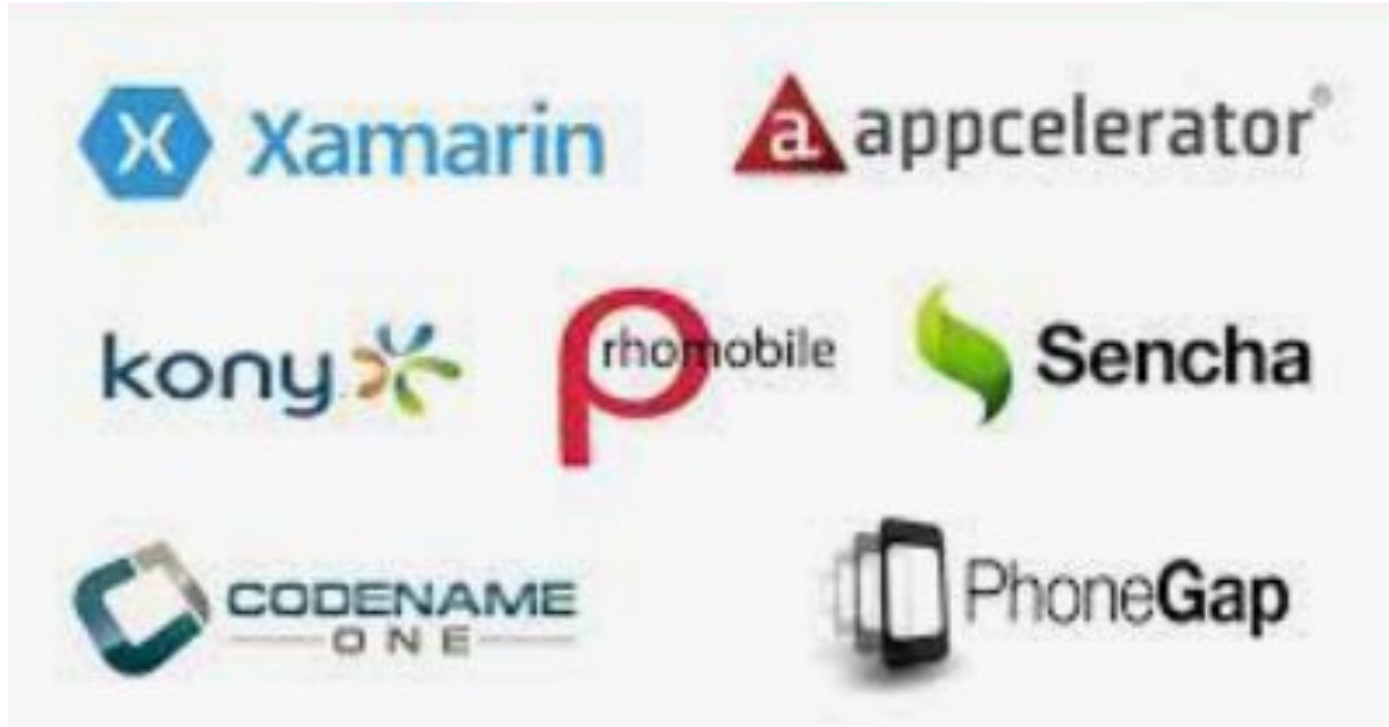 X xamarin
a appcelerator®
kony
rhomobile
Sencha
CODENAME
ONE
PhoneGap